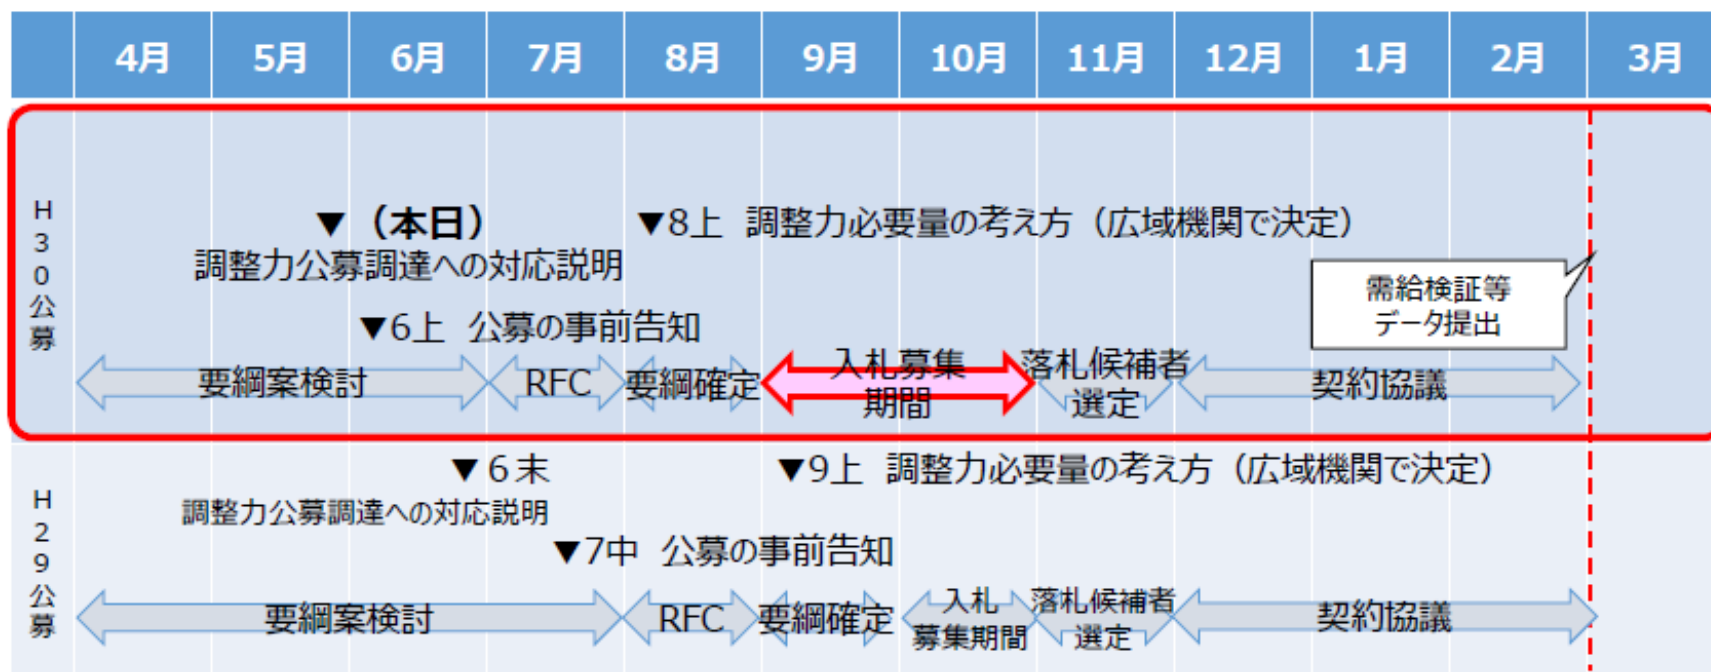 4月 5月 6月 7月 8月 9月 10月 11月 12月 1月 2月 3月
H30公募
▼（本日）
調整力公募調達への対応説明
▼8上 調整力必要量の考え方（広域機関で決定）
需給検証等
データ提出
▼6上 公募の事前告知
要綱案検討
RFC
要綱確定
入札募集
期間
落札候補者
選定
契約協議
H29公募
▼６末
調整力公募調達への対応説明
▼9上 調整力必要量の考え方（広域機関で決定）
▼7中 公募の事前告知
要綱案検討
RFC
要綱確定
入札
募集期間
落札候補者
選定
契約協議